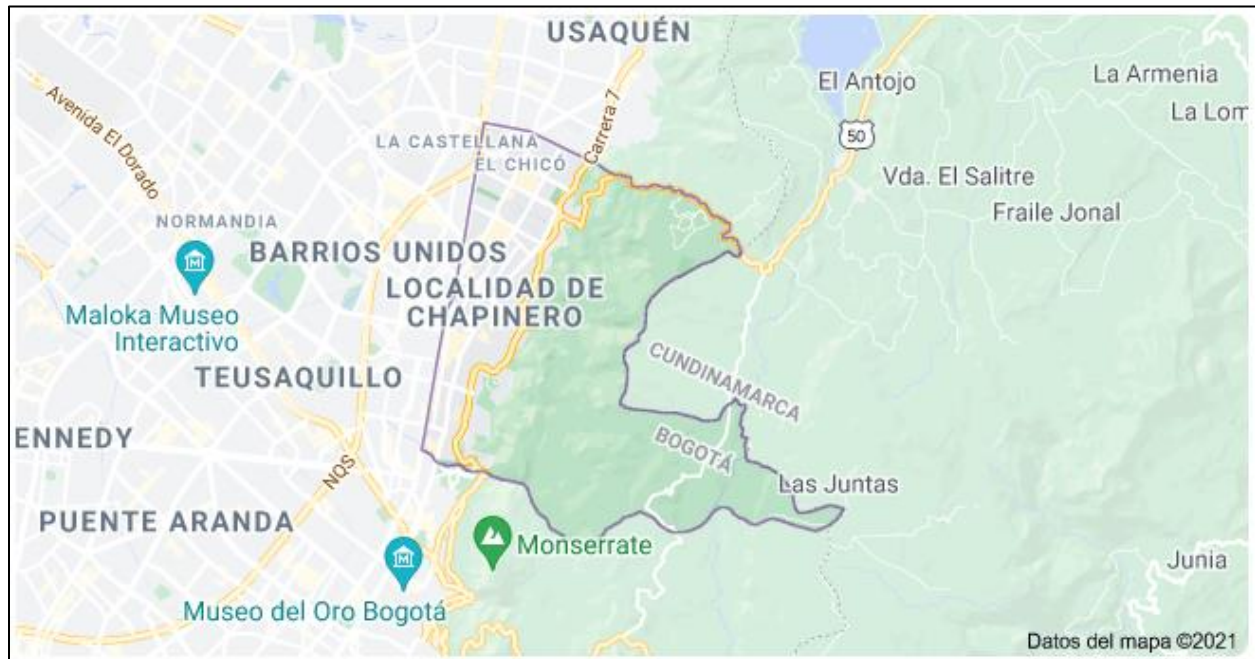 USAQUÉN
El Antojo
La Armenia
La Lom
Avenida El Dorado
Carrera 7
50
LA CASTELLANA
EL CHICÓ
Vda. El Salitre
Fraile Jonal
NORMANDIA
BARRIOS UNIDOS
LOCALIDAD DE
CHAPINERO
Maloka Museo
Interactivo
TEUSAQUILLO
CUNDINAMARCA
BOGOTÁ
ENNEDY
NQS
Las Juntas
PUENTE ARANDA
Monserrate
Junia
Museo del Oro Bogotá
Datos del mapa ©2021